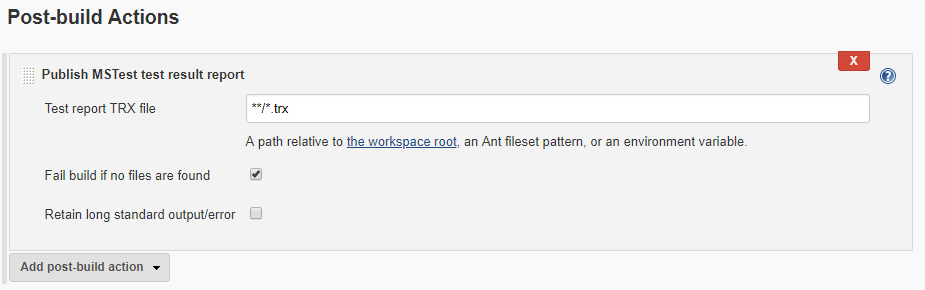 Post-build Actions
X
Publish MSTest test result report
?
Test report TRX file
**/*.trx
A path relative to the workspace root, an Ant fileset pattern, or an environment variable.
Fail build if no files are found
Retain long standard output/error
Add post-build action